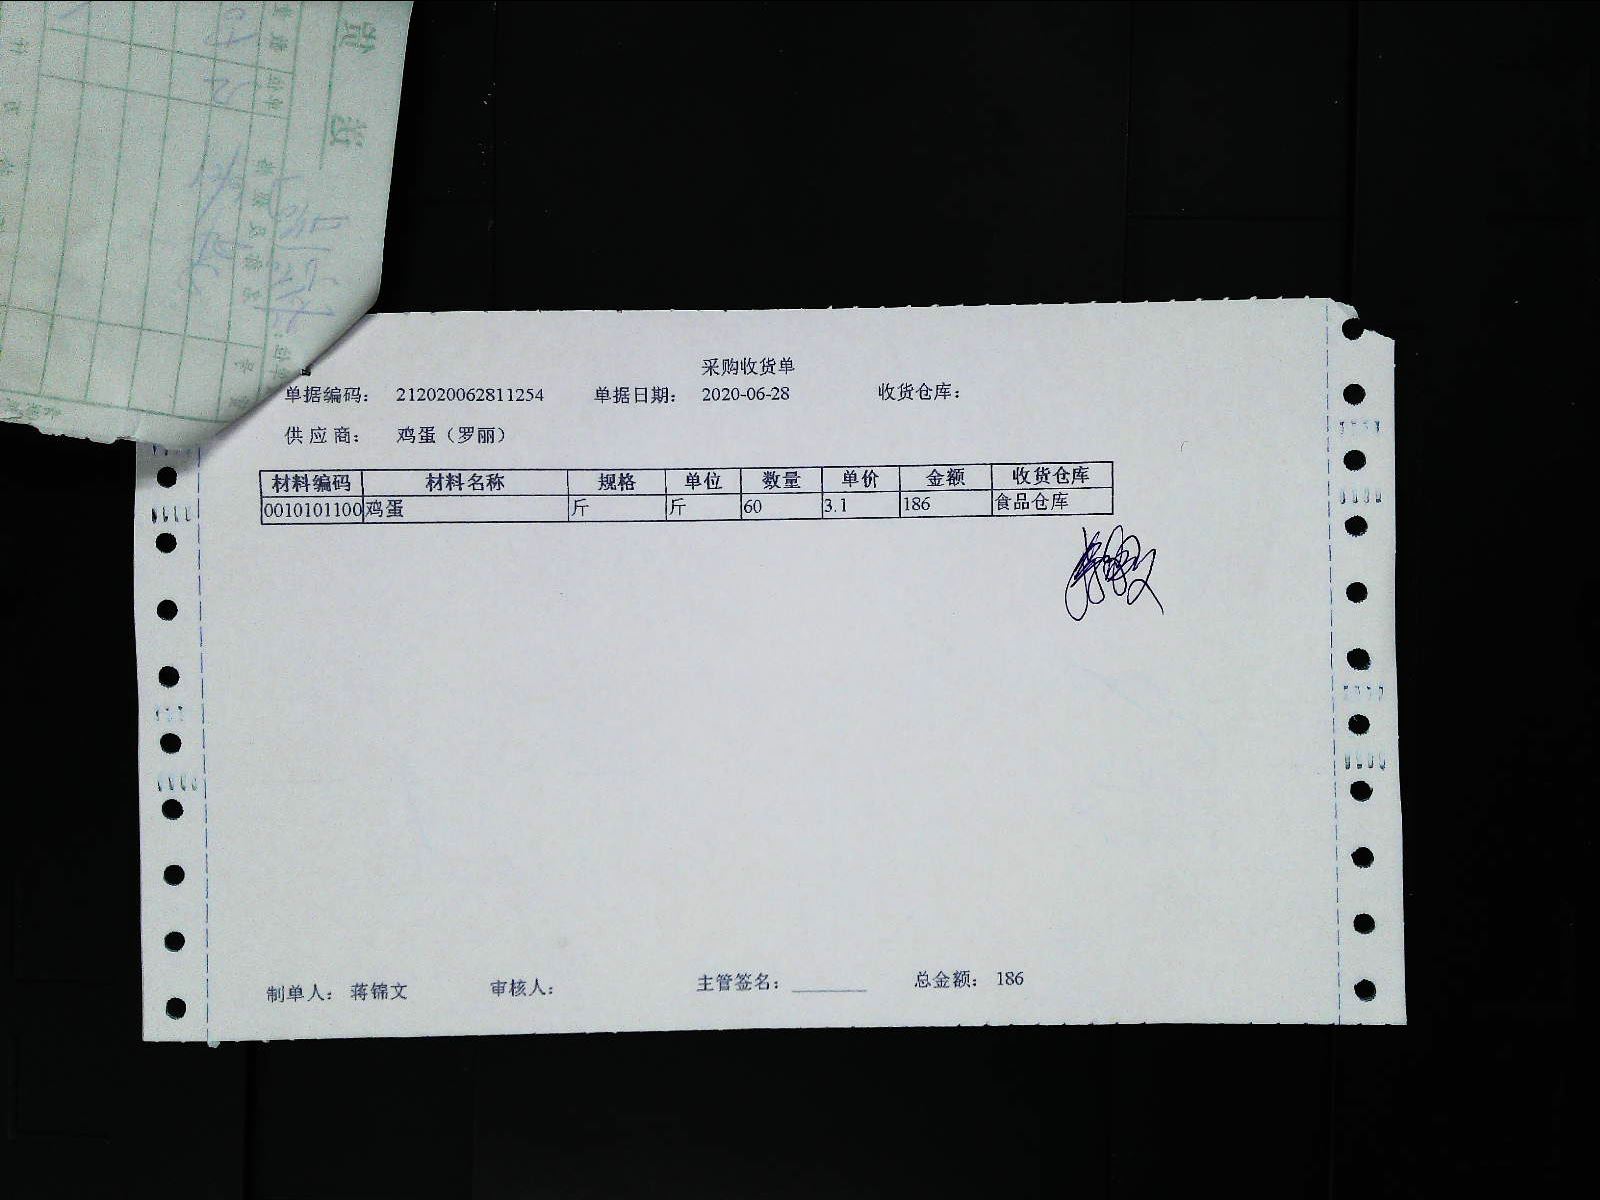 采购收货单
单据编码： 212020062811254 单据日期： 2020-06-28 收货仓库：
供应商： 鸡蛋（罗丽）
材料编码 材料名称 规格 单位 数量 单价 金额 收货仓库
0010101100 鸡蛋 斤 斤 60 3.1 186 食品仓库
制单人： 蒋锦文 审核人： 主管签名： 总金额： 186